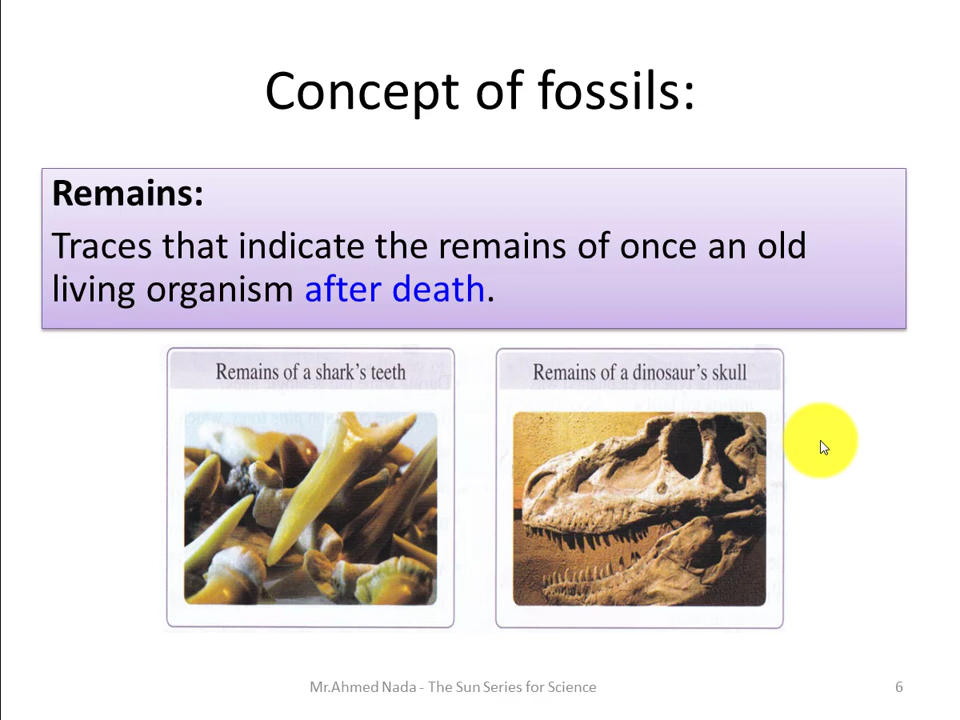 Concept of fossils:
Remains:
Traces that indicate the remains of once an old
living organism after death.
Remains of a shark's teeth
Remains of a dinosaur's skull
Mr.Ahmed Nada - The Sun Series for Science
6